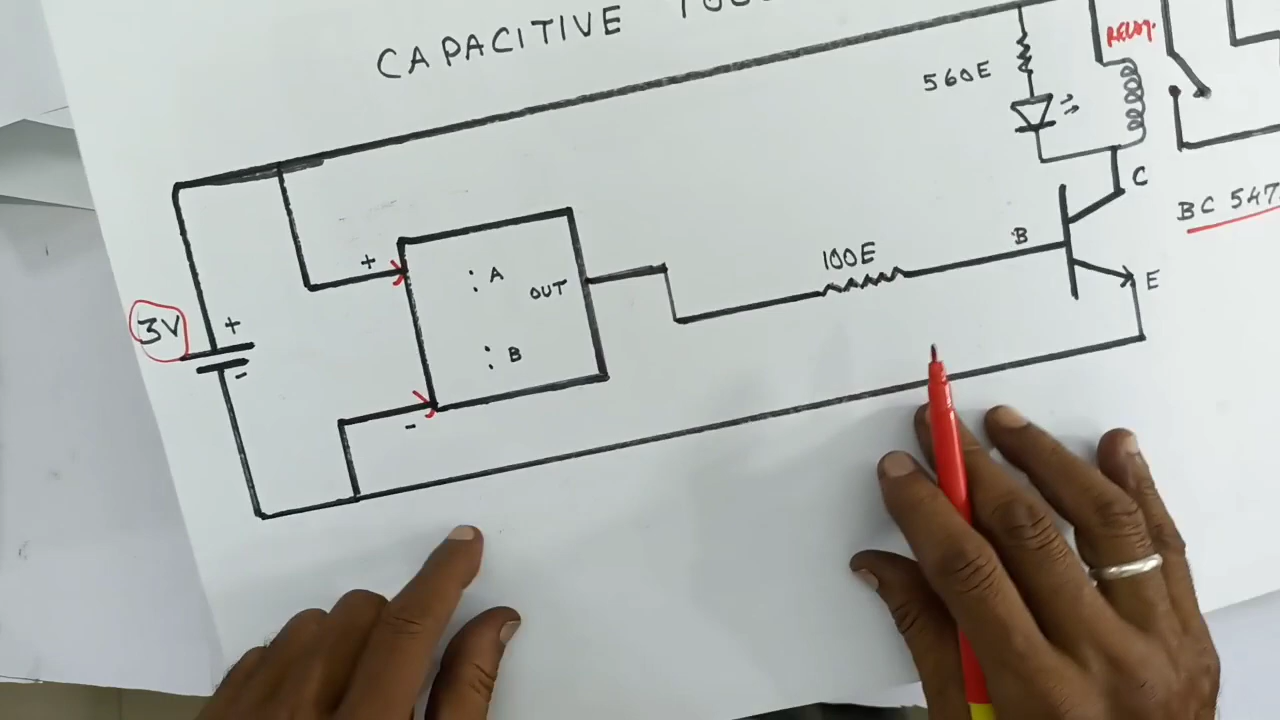 CAPACITIVE
RELAY.
560E
C
BC 547
B
100E
E
+
A
OUT
3V
+
-
B
-